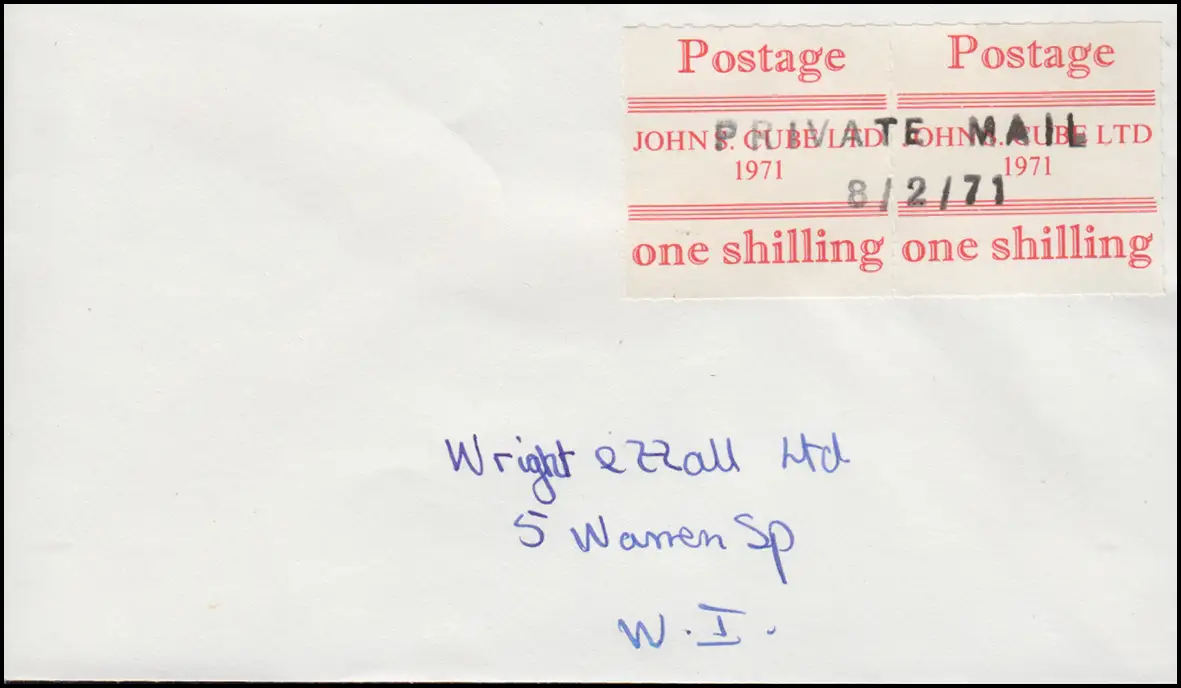 Postage Postage
PRIVATE MAIL
JOHN S. CUBE LTD JOHN S. CUBE LTD
1971 1971
8/2/71
one shilling one shilling
Wright ezzall Ltd
5 Warren Sp
W.I.